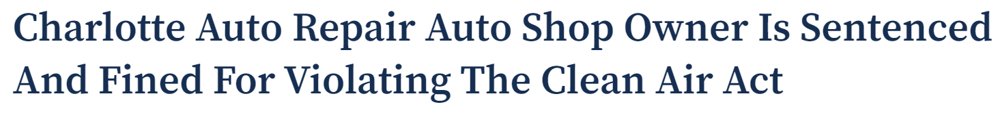 Charlotte Auto Repair Auto Shop Owner Is Sentenced
And Fined For Violating The Clean Air Act